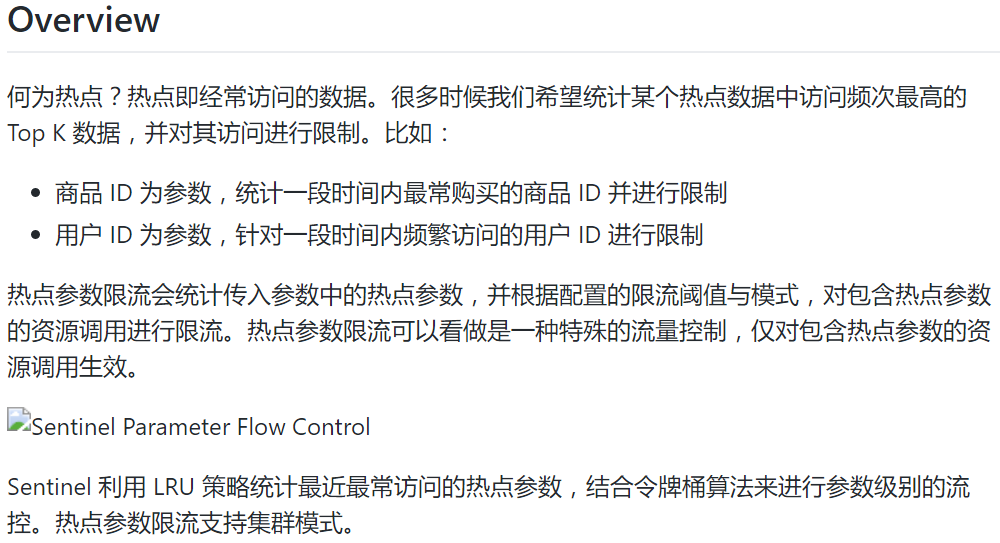 Overview
何为热点？热点即经常访问的数据。很多时候我们希望统计某个热点数据中访问频次最高的
Top K 数据，并对其访问进行限制。比如：
商品 ID 为参数，统计一段时间内最常购买的商品 ID 并进行限制
用户 ID 为参数，针对一段时间内频繁访问的用户 ID 进行限制
热点参数限流会统计传入参数中的热点参数，并根据配置的限流阈值与模式，对包含热点参数
的资源调用进行限流。热点参数限流可以看做是一种特殊的流量控制，仅对包含热点参数的资
源调用生效。
Sentinel Parameter Flow Control
Sentinel 利用 LRU 策略统计最近最常访问的热点参数，结合令牌桶算法来进行参数级别的流
控。热点参数限流支持集群模式。